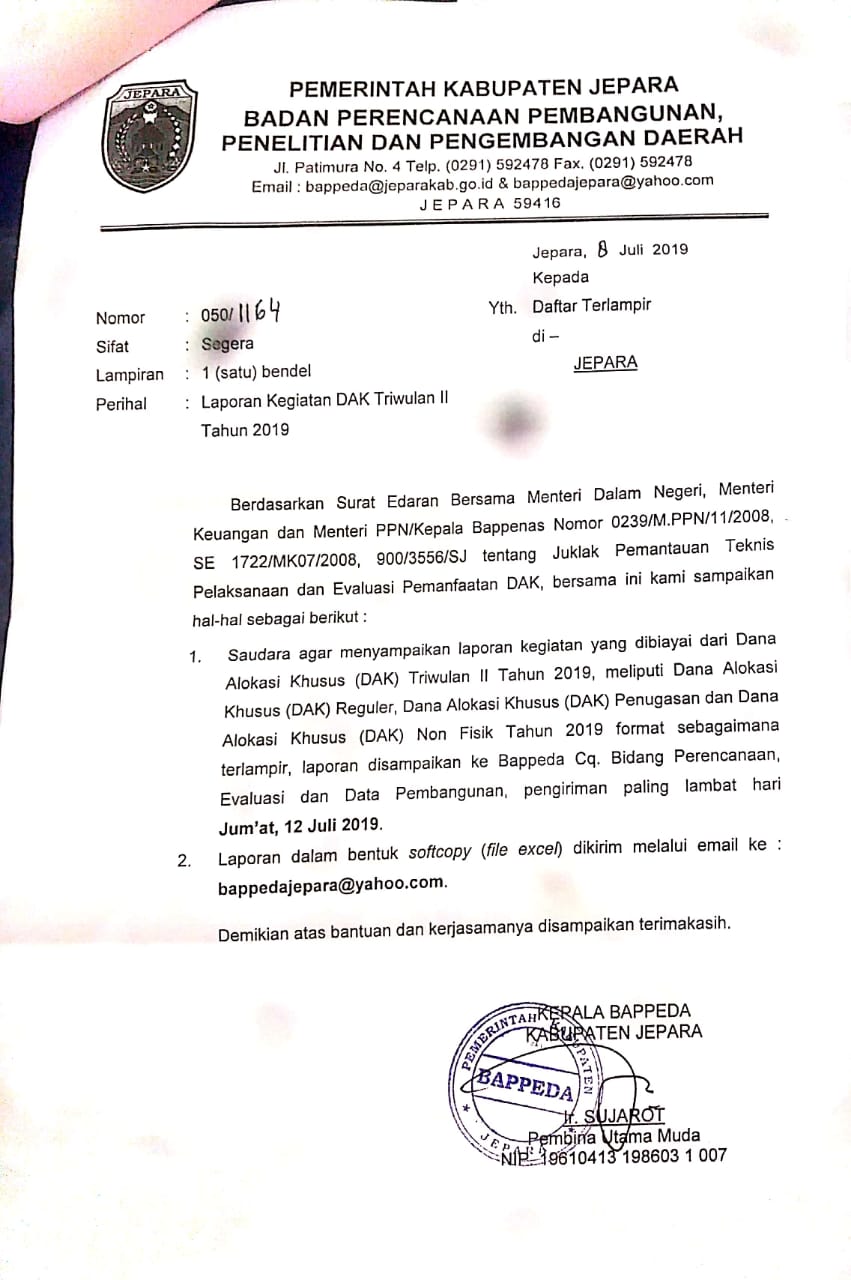 JEPARA
PEMERINTAH KABUPATEN JEPARA
BADAN PERENCANAAN PEMBANGUNAN,
PENELITIAN DAN PENGEMBANGAN DAERAH
Jl. Patimura No. 4 Telp. (0291) 592478 Fax. (0291) 592478
Email : bappeda@jeparakab.go.id & bappedajepara@yahoo.com
J E P A R A 59416
Jepara, 8 Juli 2019
Kepada
Yth. Daftar Terlampir
di –
JEPARA
Nomor : 050/1164
Sifat : Segera
Lampiran : 1 (satu) bendel
Perihal : Laporan Kegiatan DAK Triwulan II
Tahun 2019
Berdasarkan Surat Edaran Bersama Menteri Dalam Negeri, Menteri
Keuangan dan Menteri PPN/Kepala Bappenas Nomor 0239/M.PPN/11/2008,
SE 1722/MK07/2008, 900/3556/SJ tentang Juklak Pemantauan Teknis
Pelaksanaan dan Evaluasi Pemanfaatan DAK, bersama ini kami sampaikan
hal-hal sebagai berikut :
1. Saudara agar menyampaikan laporan kegiatan yang dibiayai dari Dana
Alokasi Khusus (DAK) Triwulan II Tahun 2019, meliputi Dana Alokasi
Khusus (DAK) Reguler, Dana Alokasi Khusus (DAK) Penugasan dan Dana
Alokasi Khusus (DAK) Non Fisik Tahun 2019 format sebagaimana
terlampir, laporan disampaikan ke Bappeda Cq. Bidang Perencanaan,
Evaluasi dan Data Pembangunan, pengiriman paling lambat hari
Jum'at, 12 Juli 2019.
2. Laporan dalam bentuk softcopy (file excel) dikirim melalui email ke :
bappedajepara@yahoo.com.
Demikian atas bantuan dan kerjasamanya disampaikan terimakasih.
KEPALA BAPPEDA
KABUPATEN JEPARA
PEMERINTAH KABUPATEN
BAPPEDA
JEPARA
Ir. SUJAROT
Pembina Utama Muda
NIP. 19610413 198603 1 007